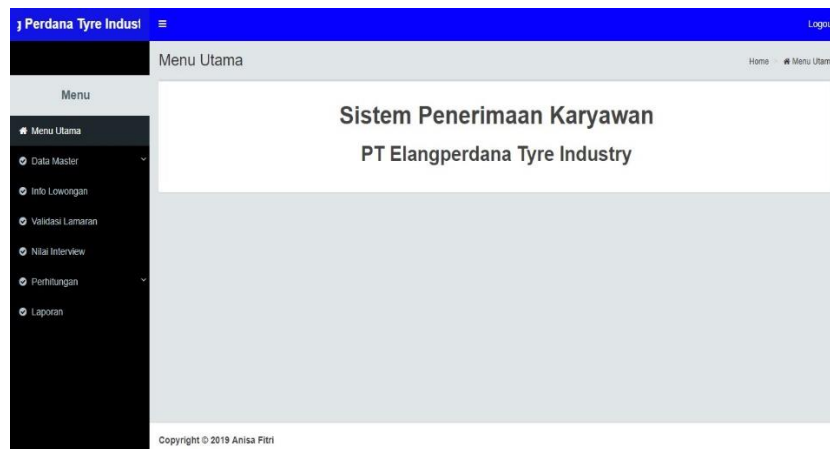 g Perdana Tyre Indust
Logou
Menu Utama
Home > Menu Utam
Menu
Menu Utama
Data Master
Info Lowongan
Validasi Lamaran
Nilai Interview
Perhitungan
Laporan
Sistem Penerimaan Karyawan
PT Elangperdana Tyre Industry
Copyright © 2019 Anisa Fitri